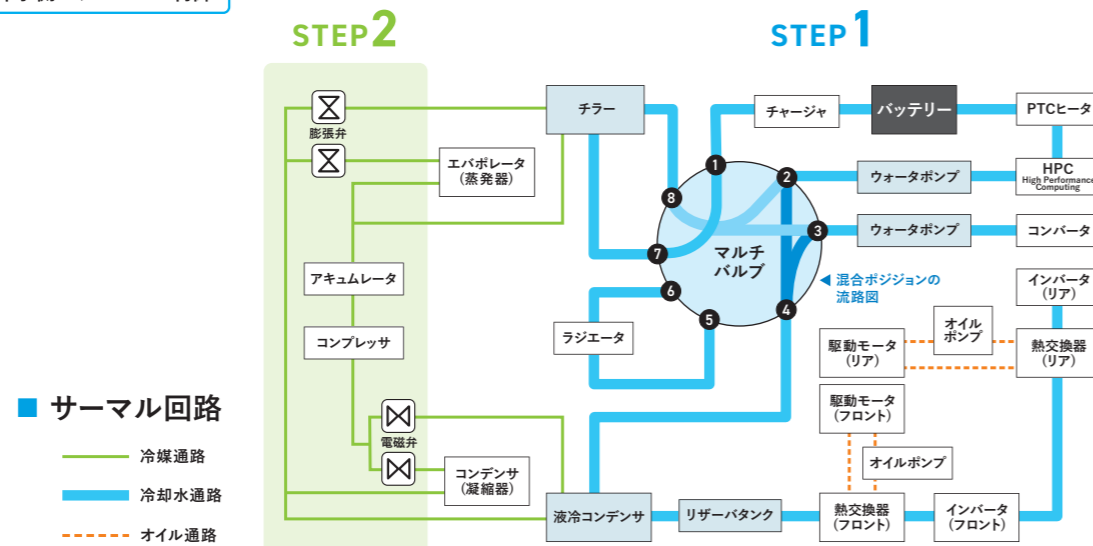 STEP2
STEP1
膨張弁
エバポレータ
(蒸発器)
アキュムレータ
コンプレッサ
電磁弁
コンデンサ
(凝縮器)
チラー
チャージャ
バッテリー
PTCヒータ
HPC
High Performance
Computing
ウォータポンプ
ウォータポンプ
コンバータ
1
2
3
4
5
6
7
8
マルチ
バルブ
◀ 混合ポジションの
流路図
ラジエータ
インバータ
(リア)
オイル
ポンプ
駆動モータ
(リア)
熱交換器
(リア)
駆動モータ
(フロント)
オイルポンプ
液冷コンデンサ
リザーバタンク
熱交換器
(フロント)
インバータ
(フロント)
■ サーマル回路
冷媒通路
冷却水通路
オイル通路